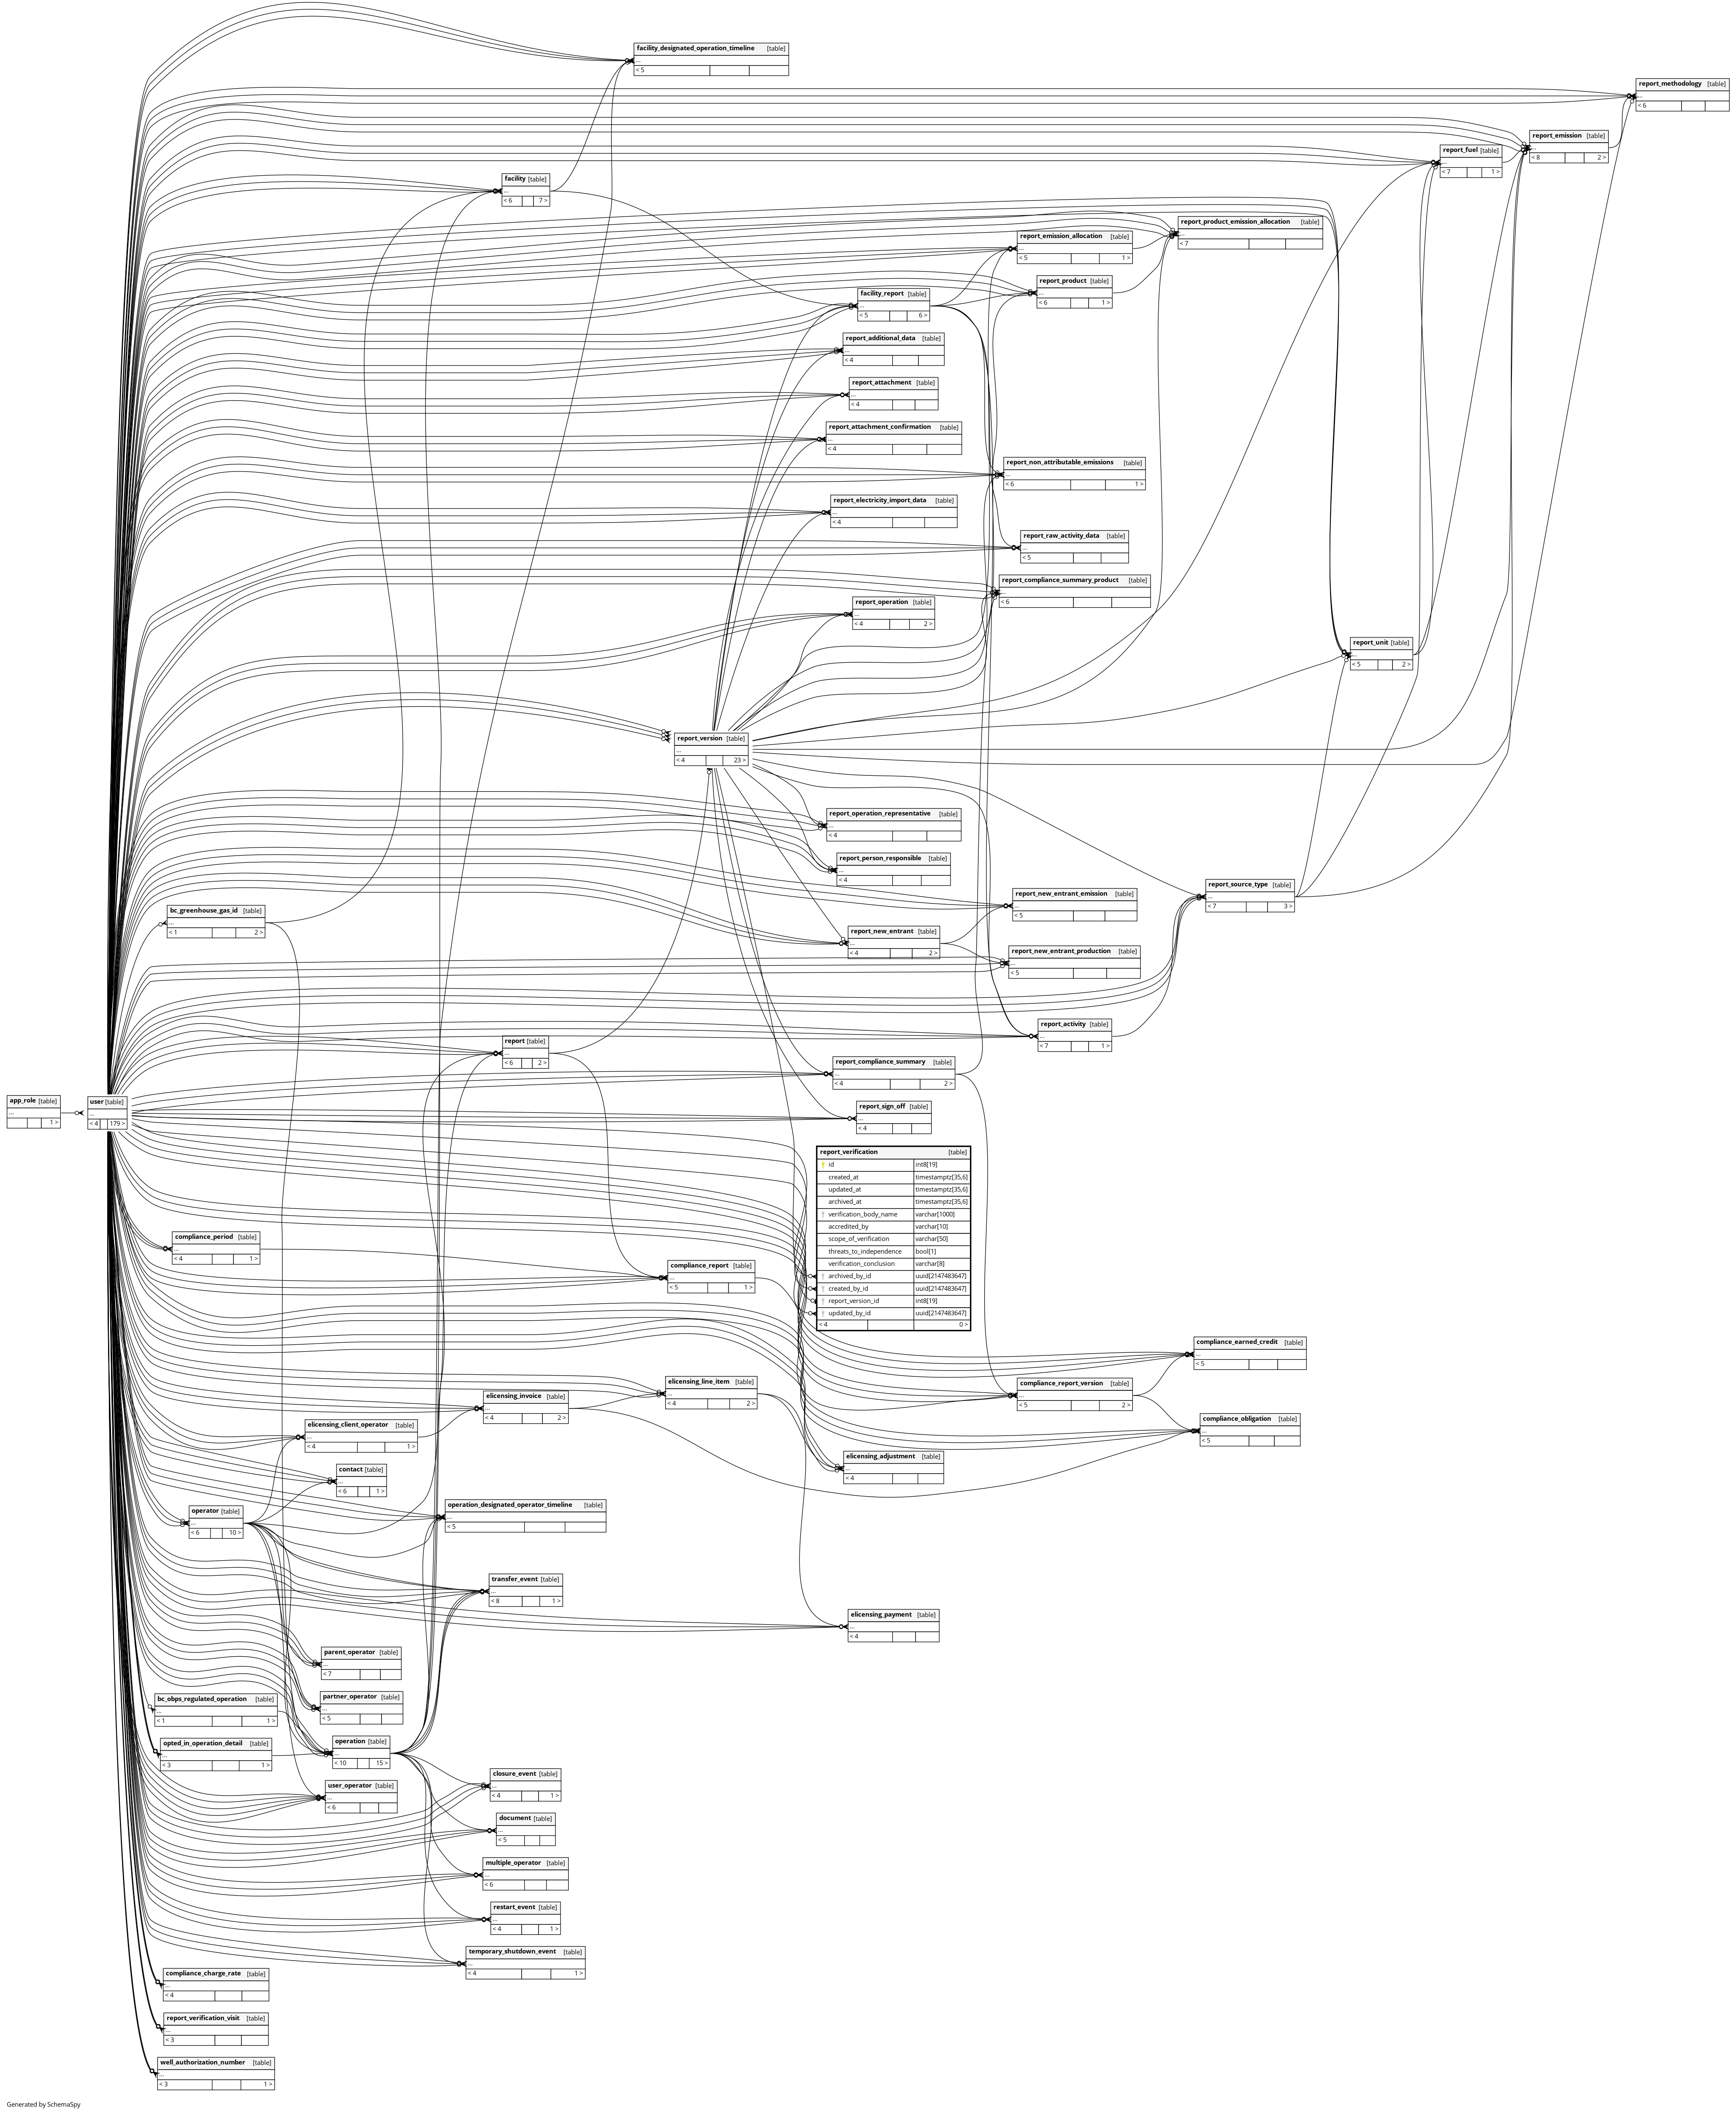 facility_designated_operation_timeline [table]
...
< 5
report_methodology [table]
...
< 6
report_emission [table]
...
< 8 2 >
report_fuel [table]
...
< 7 1 >
facility [table]
...
< 6 7 >
report_product_emission_allocation [table]
...
< 7
report_emission_allocation [table]
...
< 5 1 >
report_product [table]
...
< 6 1 >
facility_report [table]
...
< 5 6 >
report_additional_data [table]
...
< 4
report_attachment [table]
...
< 4
report_attachment_confirmation [table]
...
< 4
report_non_attributable_emissions [table]
...
< 6 1 >
report_electricity_import_data [table]
...
< 4
report_raw_activity_data [table]
...
< 5
report_compliance_summary_product [table]
...
< 6
report_operation [table]
...
< 4 2 >
report_unit [table]
...
< 5 2 >
report_version [table]
...
< 4 23 >
report_operation_representative [table]
...
< 4
report_person_responsible [table]
...
< 4
report_source_type [table]
...
< 7 3 >
report_new_entrant_emission [table]
...
< 5
bc_greenhouse_gas_id [table]
...
< 1 2 >
report_new_entrant [table]
...
< 4 2 >
report_new_entrant_production [table]
...
< 5
report_activity [table]
...
< 7 1 >
report [table]
...
< 6 2 >
report_compliance_summary [table]
...
< 4 2 >
app_role [table]
...
1 >
user [table]
...
< 4 179 >
report_sign_off [table]
...
< 4
report_verification [table]
id int8[19]
created_at timestamptz[35,6]
updated_at timestamptz[35,6]
archived_at timestamptz[35,6]
verification_body_name varchar[1000]
accredited_by varchar[10]
scope_of_verification varchar[50]
threats_to_independence bool[1]
verification_conclusion varchar[8]
archived_by_id uuid[2147483647]
created_by_id uuid[2147483647]
report_version_id int8[19]
updated_by_id uuid[2147483647]
< 4 0 >
compliance_period [table]
...
< 4 1 >
compliance_report [table]
...
< 5 1 >
compliance_earned_credit [table]
...
< 5
elicensing_line_item [table]
...
< 4 2 >
compliance_report_version [table]
...
< 5 2 >
elicensing_invoice [table]
...
< 4 2 >
compliance_obligation [table]
...
< 5
elicensing_client_operator [table]
...
< 4 1 >
elicensing_adjustment [table]
...
< 4
contact [table]
...
< 6 1 >
operation_designated_operator_timeline [table]
...
< 5
operator [table]
...
< 6 10 >
transfer_event [table]
...
< 8 1 >
elicensing_payment [table]
...
< 4
parent_operator [table]
...
< 7
partner_operator [table]
...
< 5
bc_obps_regulated_operation [table]
...
< 1 1 >
operation [table]
...
< 10 15 >
opted_in_operation_detail [table]
...
< 3 1 >
closure_event [table]
...
< 4 1 >
user_operator [table]
...
< 6
document [table]
...
< 5
multiple_operator [table]
...
< 6
restart_event [table]
...
< 4 1 >
temporary_shutdown_event [table]
...
< 4 1 >
compliance_charge_rate [table]
...
< 4
report_verification_visit [table]
...
< 3
well_authorization_number [table]
...
< 3 1 >
Generated by SchemaSpy